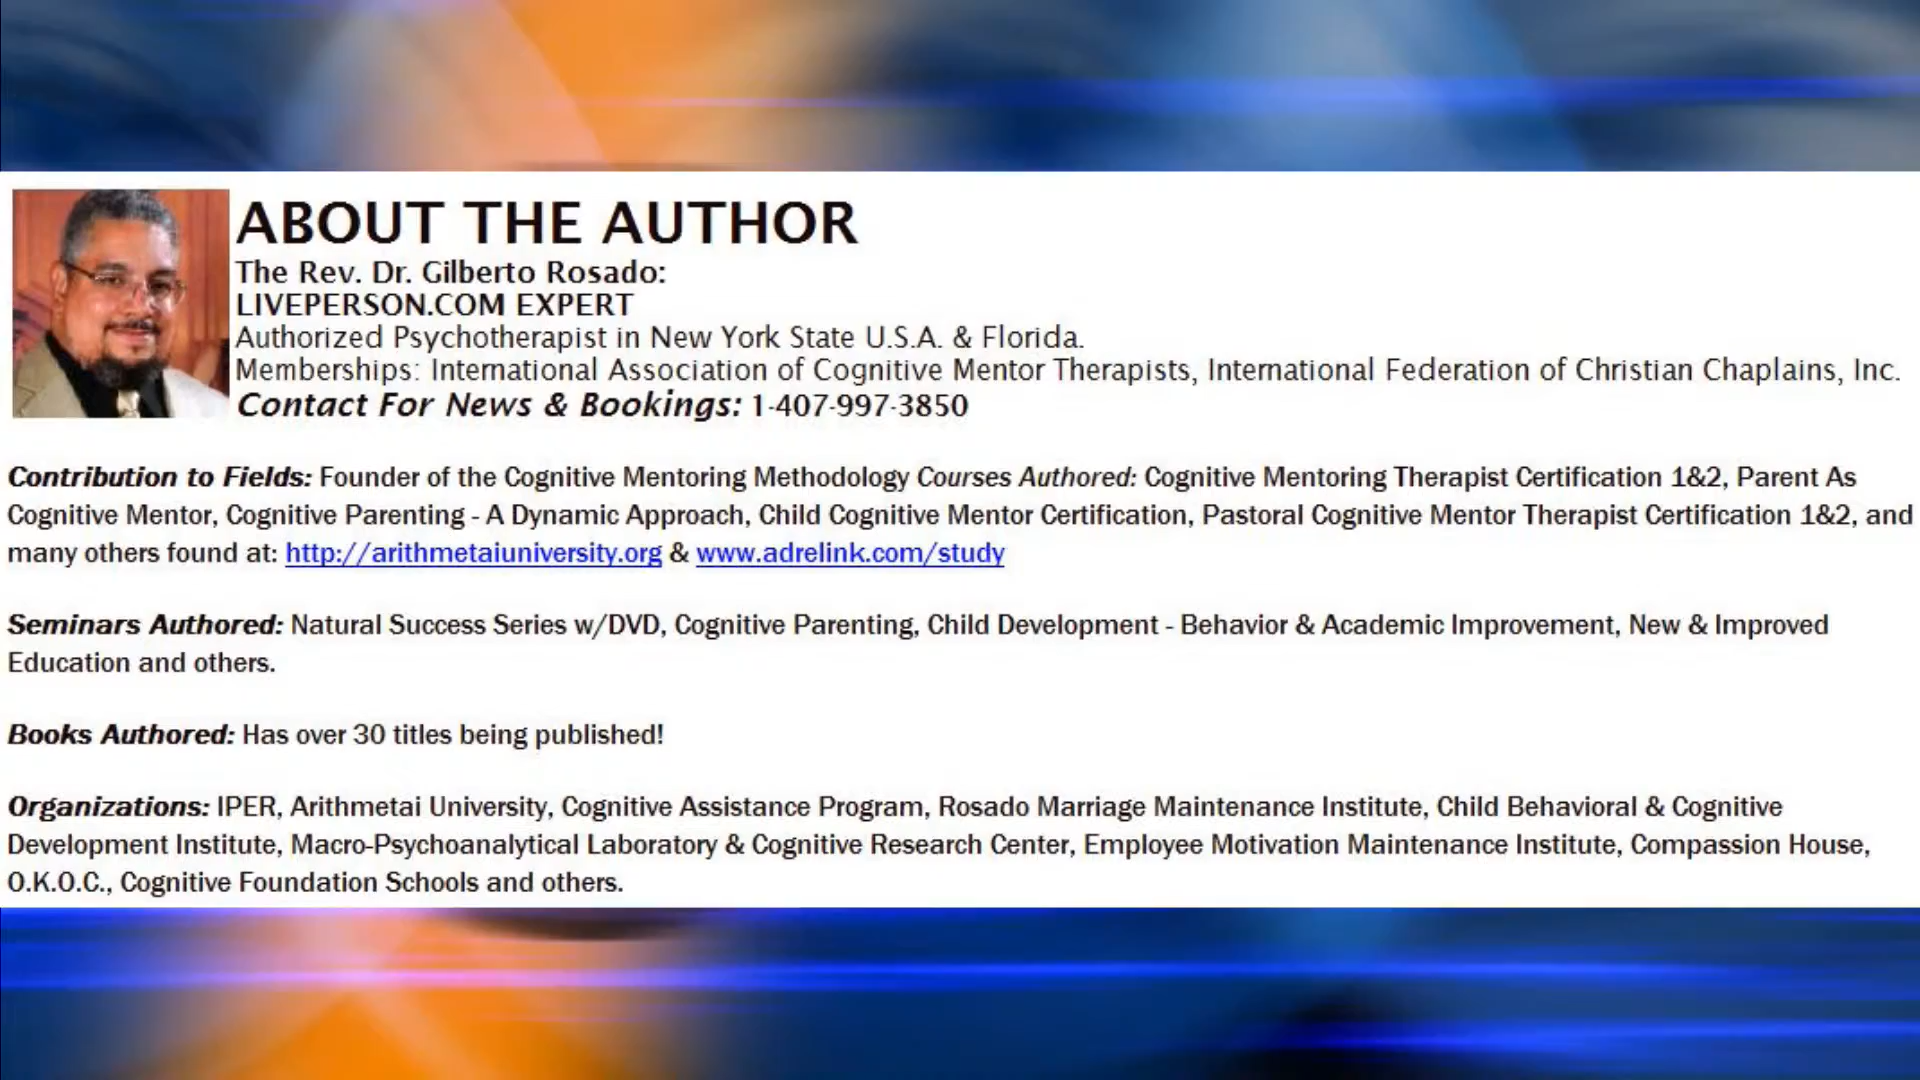 ABOUT THE AUTHOR
The Rev. Dr. Gilberto Rosado:
LIVEPERSON.COM EXPERT
Authorized Psychotherapist in New York State U.S.A. & Florida.
Memberships: International Association of Cognitive Mentor Therapists, International Federation of Christian Chaplains, Inc.
Contact For News & Bookings: 1-407-997-3850
Contribution to Fields: Founder of the Cognitive Mentoring Methodology Courses Authored: Cognitive Mentoring Therapist Certification 1&2, Parent As
Cognitive Mentor, Cognitive Parenting - A Dynamic Approach, Child Cognitive Mentor Certification, Pastoral Cognitive Mentor Therapist Certification 1&2, and
many others found at: http://arithmetaiuniversity.org & www.adrelink.com/study
Seminars Authored: Natural Success Series w/DVD, Cognitive Parenting, Child Development - Behavior & Academic Improvement, New & Improved
Education and others.
Books Authored: Has over 30 titles being published!
Organizations: IPER, Arithmetai University, Cognitive Assistance Program, Rosado Marriage Maintenance Institute, Child Behavioral & Cognitive
Development Institute, Macro-Psychoanalytical Laboratory & Cognitive Research Center, Employee Motivation Maintenance Institute, Compassion House,
O.K.O.C., Cognitive Foundation Schools and others.